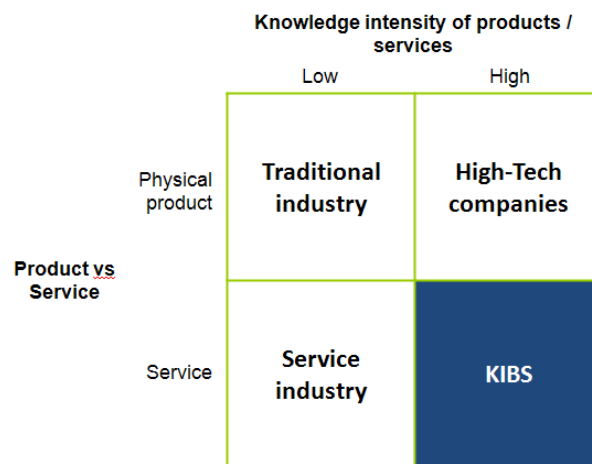 Knowledge intensity of products /
services
Low High
Traditional High-Tech
industry companies
Physical
product
Product vs
Service
Service
Service
industry
KIBS